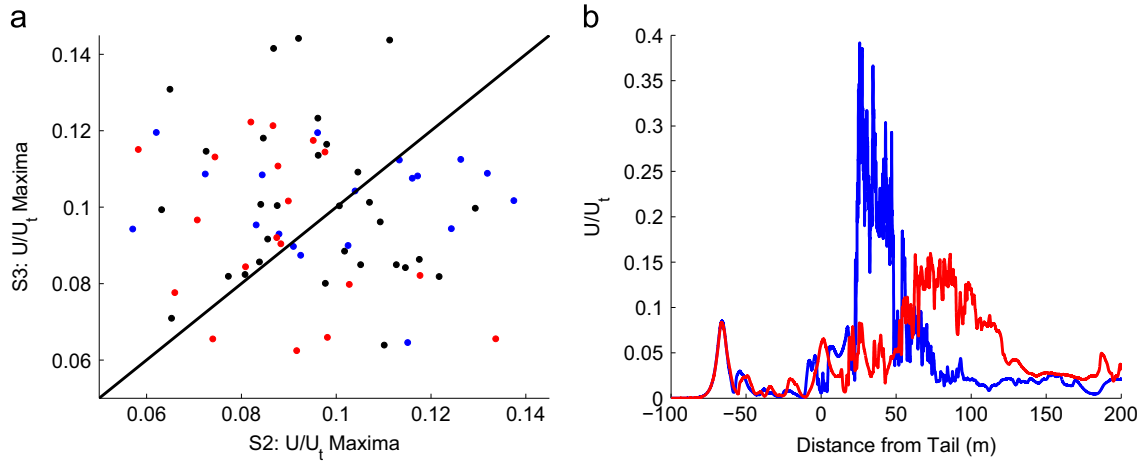 a
b
S3: U/U_t Maxima
0.14
0.12
0.1
0.08
0.06
0.06 0.08 0.1 0.12 0.14
S2: U/U_t Maxima
U/U_t
0.4
0.35
0.3
0.25
0.2
0.15
0.1
0.05
0
−100 −50 0 50 100 150 200
Distance from Tail (m)